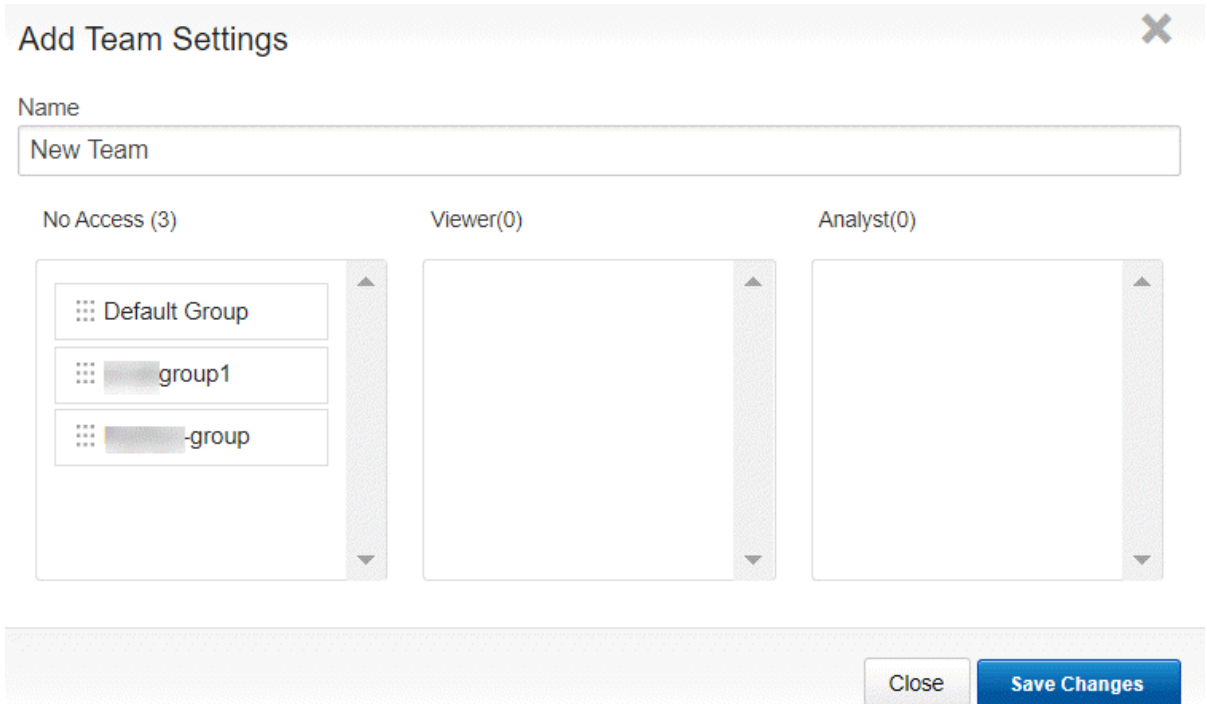 Add Team Settings
Name
New Team
No Access (3)
Viewer(0)
Analyst(0)
Default Group
group1
-group
Close
Save Changes